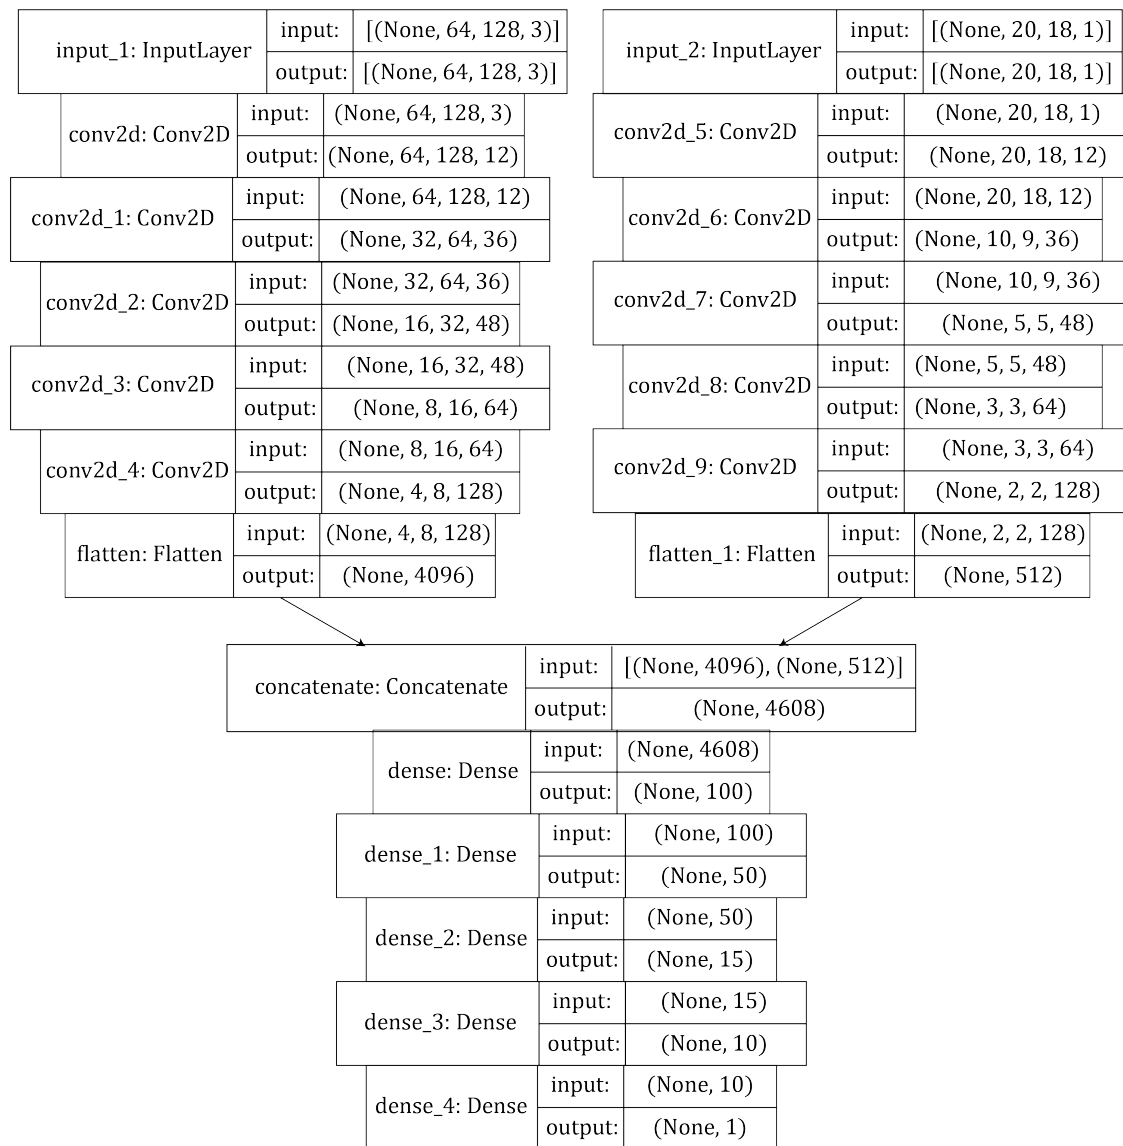 input_1: InputLayer
input:
[(None, 64, 128, 3)]
output:
[(None, 64, 128, 3)]
conv2d: Conv2D
input:
(None, 64, 128, 3)
output:
(None, 64, 128, 12)
conv2d_1: Conv2D
input:
(None, 64, 128, 12)
output:
(None, 32, 64, 36)
conv2d_2: Conv2D
input:
(None, 32, 64, 36)
output:
(None, 16, 32, 48)
conv2d_3: Conv2D
input:
(None, 16, 32, 48)
output:
(None, 8, 16, 64)
conv2d_4: Conv2D
input:
(None, 8, 16, 64)
output:
(None, 4, 8, 128)
flatten: Flatten
input:
(None, 4, 8, 128)
output:
(None, 4096)
input_2: InputLayer
input:
[(None, 20, 18, 1)]
output:
[(None, 20, 18, 1)]
conv2d_5: Conv2D
input:
(None, 20, 18, 1)
output:
(None, 20, 18, 12)
conv2d_6: Conv2D
input:
(None, 20, 18, 12)
output:
(None, 10, 9, 36)
conv2d_7: Conv2D
input:
(None, 10, 9, 36)
output:
(None, 5, 5, 48)
conv2d_8: Conv2D
input:
(None, 5, 5, 48)
output:
(None, 3, 3, 64)
conv2d_9: Conv2D
input:
(None, 3, 3, 64)
output:
(None, 2, 2, 128)
flatten_1: Flatten
input:
(None, 2, 2, 128)
output:
(None, 512)
concatenate: Concatenate
input:
[(None, 4096), (None, 512)]
output:
(None, 4608)
dense: Dense
input:
(None, 4608)
output:
(None, 100)
dense_1: Dense
input:
(None, 100)
output:
(None, 50)
dense_2: Dense
input:
(None, 50)
output:
(None, 15)
dense_3: Dense
input:
(None, 15)
output:
(None, 10)
dense_4: Dense
input:
(None, 10)
output:
(None, 1)